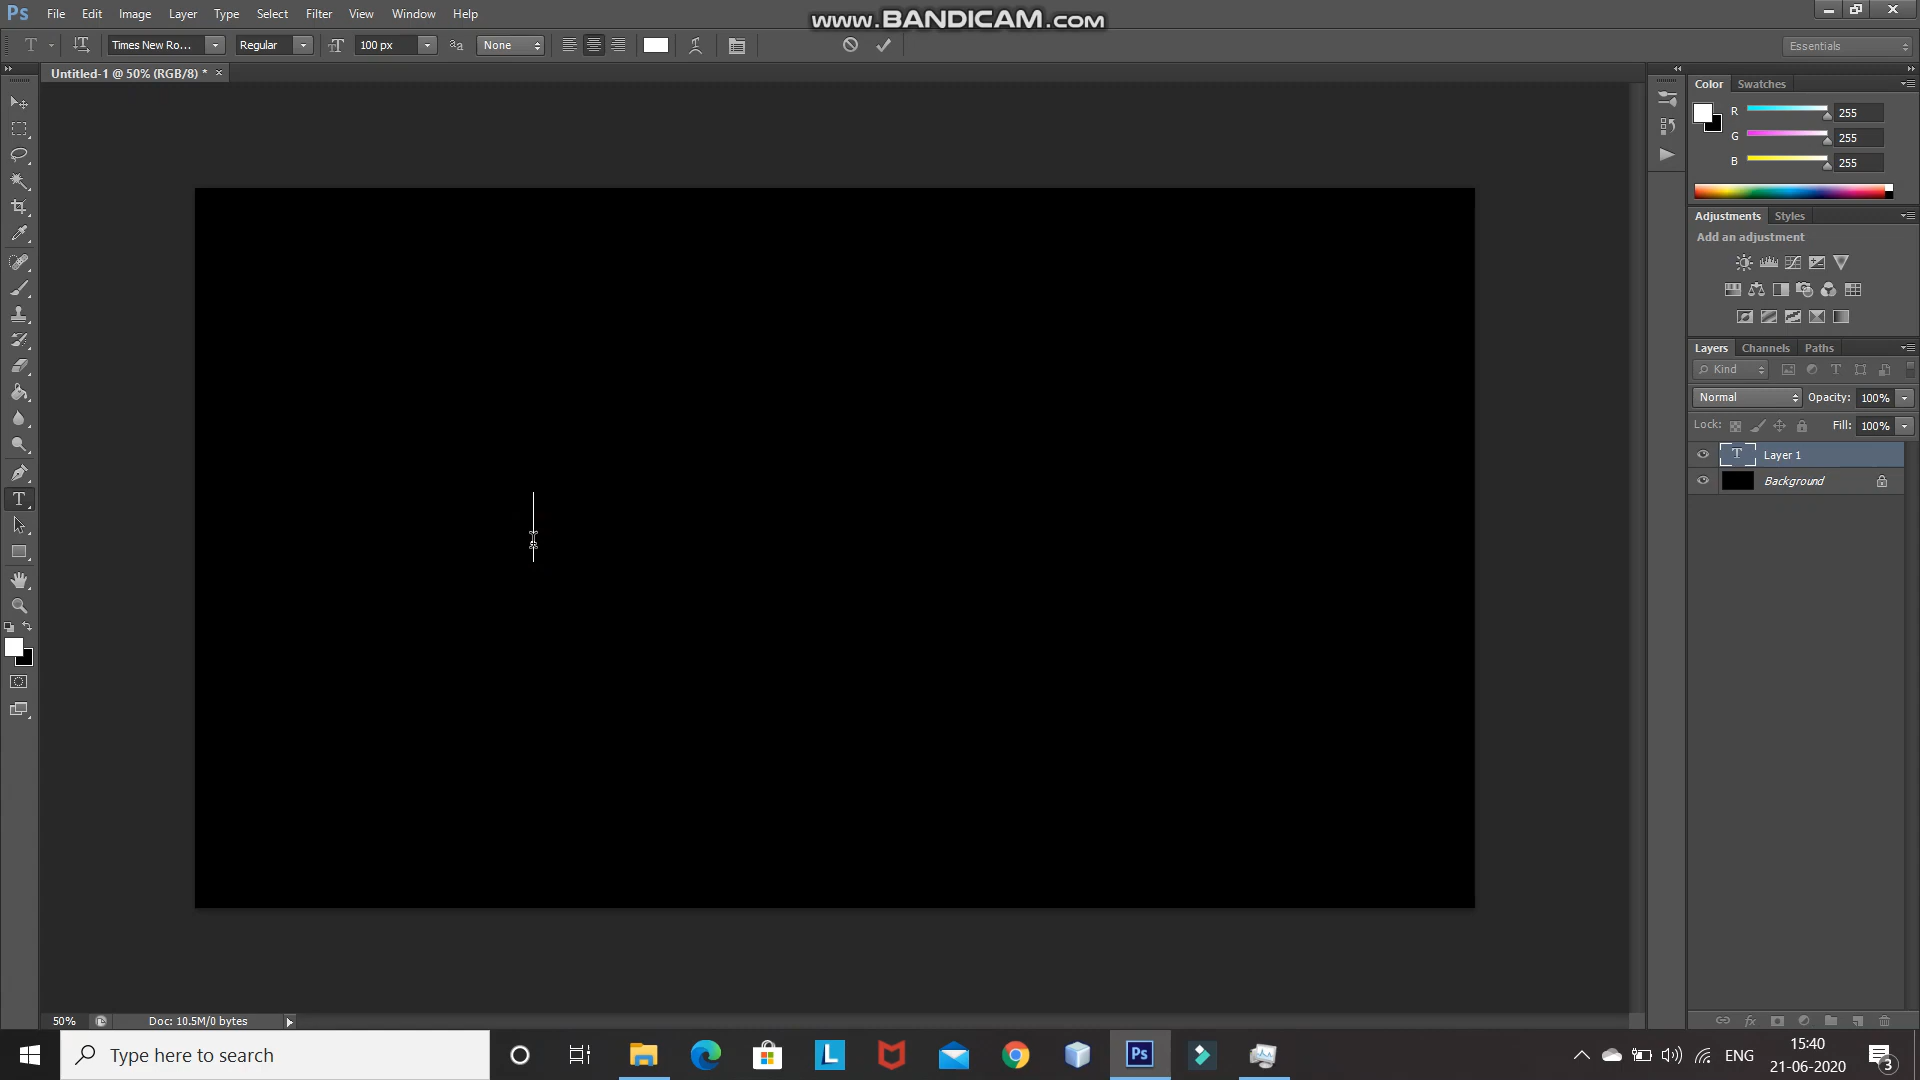 Ps File Edit Image Layer Type Select Filter View Window Help
www.BANDICAM.com
T Times New Ro... Regular 100 px None Essentials
Untitled-1 @ 50% (RGB/8) * ×
Color Swatches
R 255
G 255
B 255
Adjustments Styles
Add an adjustment
Layers Channels Paths
Kind
Normal Opacity: 100%
Lock: Fill: 100%
T Layer 1
Background
50% Doc: 10.5M/0 bytes
Type here to search
L
Ps
ENG
15:40
21-06-2020
3